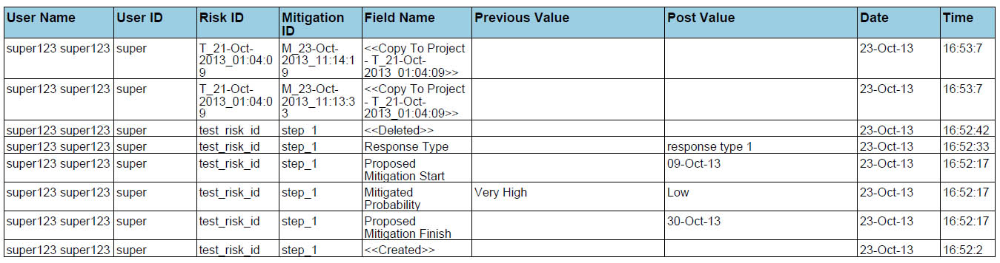 User Name User ID Risk ID Mitigation ID Field Name Previous Value Post Value Date Time
super123 super123 super T_21-Oct-2013_01:04:09 M_23-Oct-2013_11:14:19 <<Copy To Project - T_21-Oct-2013_01:04:09>> 23-Oct-13 16:53:7
super123 super123 super T_21-Oct-2013_01:04:09 M_23-Oct-2013_11:13:33 <<Copy To Project - T_21-Oct-2013_01:04:09>> 23-Oct-13 16:53:7
super123 super123 super test_risk_id step_1 <<Deleted>> 23-Oct-13 16:52:42
super123 super123 super test_risk_id step_1 Response Type response type 1 23-Oct-13 16:52:33
super123 super123 super test_risk_id step_1 Proposed Mitigation Start 09-Oct-13 23-Oct-13 16:52:17
super123 super123 super test_risk_id step_1 Mitigated Probability Very High Low 23-Oct-13 16:52:17
super123 super123 super test_risk_id step_1 Proposed Mitigation Finish 30-Oct-13 23-Oct-13 16:52:17
super123 super123 super test_risk_id step_1 <<Created>> 23-Oct-13 16:52:2